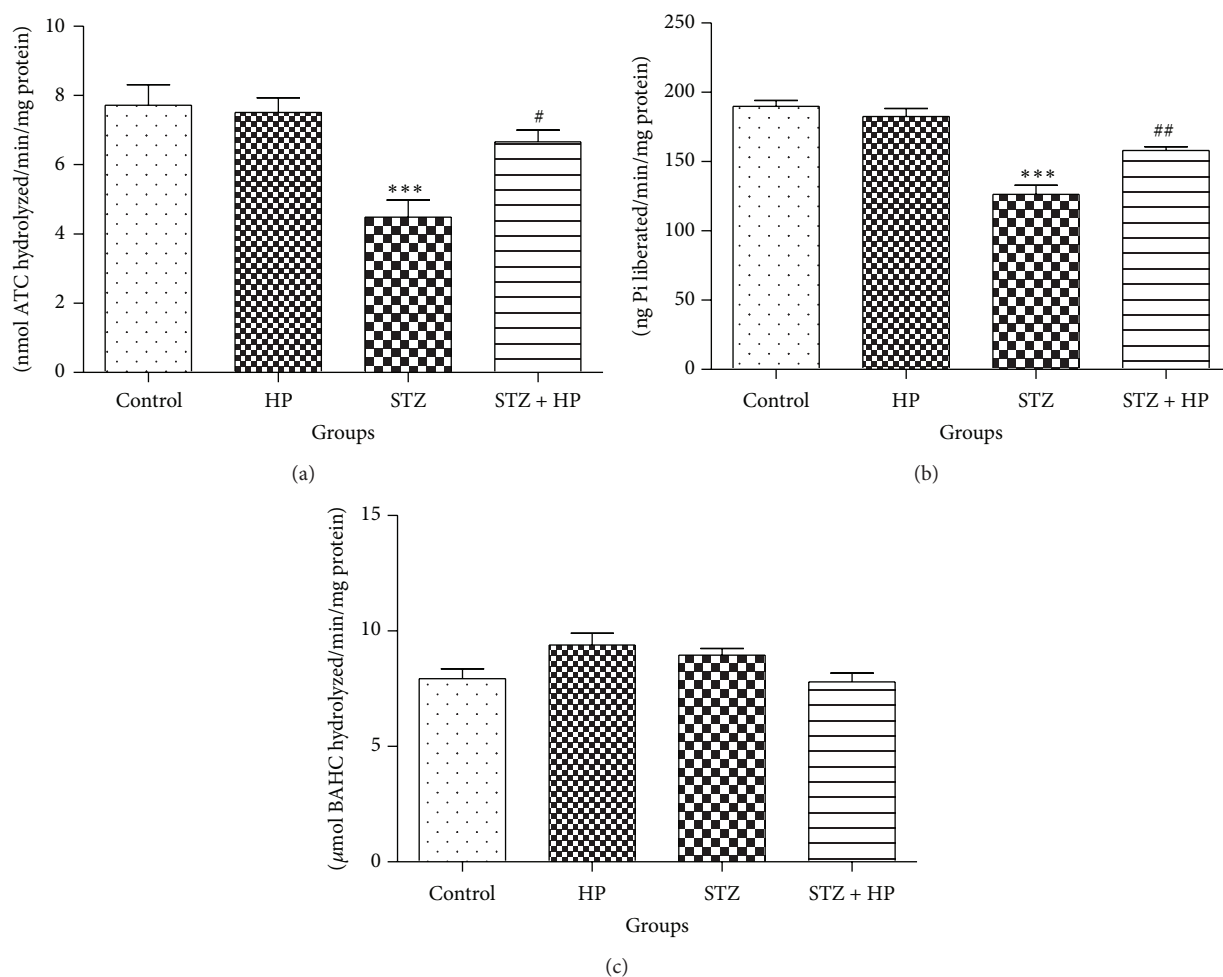 (nmol ATC hydrolyzed/min/mg protein)
10
8
6
4
2
0
***
#
Control
HP
STZ
STZ + HP
Groups
(a)
(ng Pi liberated/min/mg protein)
250
200
150
100
50
0
***
##
Control
HP
STZ
STZ + HP
Groups
(b)
(μmol BAHC hydrolyzed/min/mg protein)
15
10
5
0
Control
HP
STZ
STZ + HP
Groups
(c)